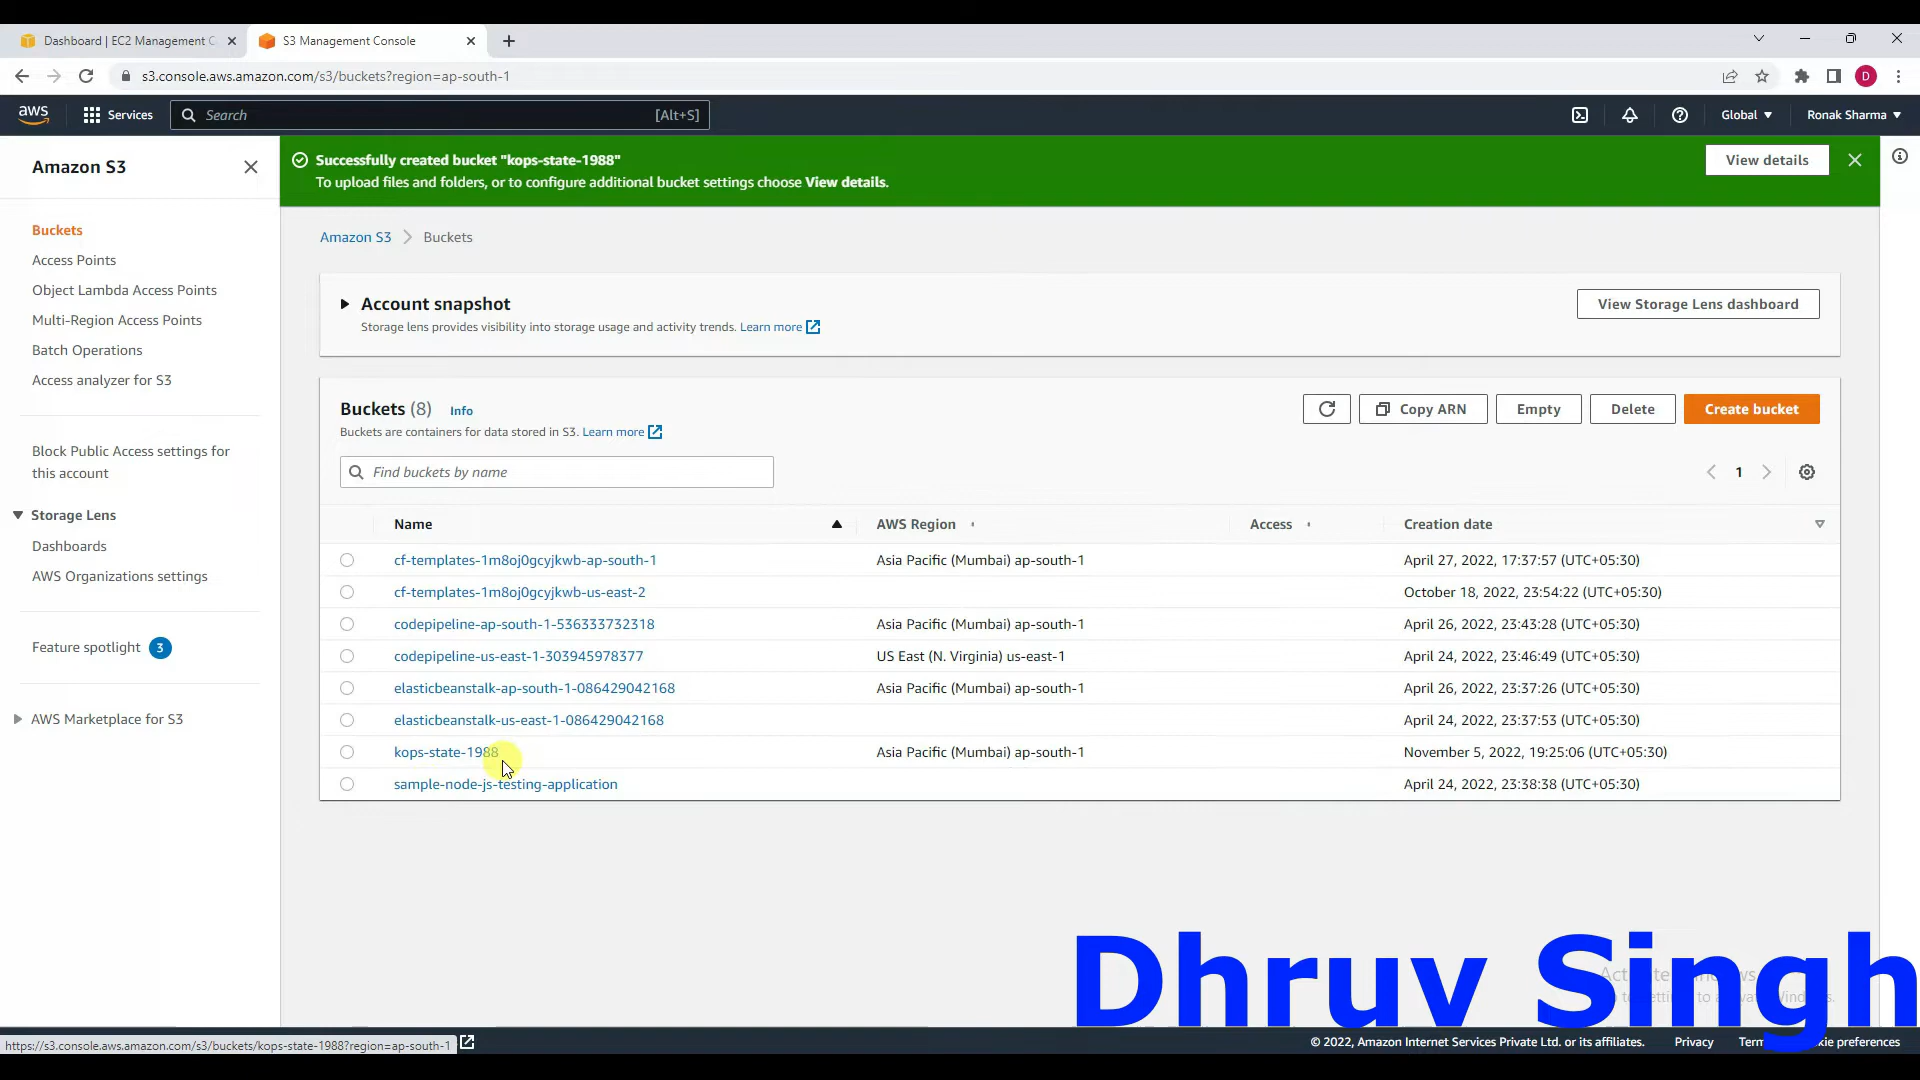 Dashboard | EC2 Management C
S3 Management Console
s3.console.aws.amazon.com/s3/buckets?region=ap-south-1
D
aws
Services
Search
[Alt+S]
Global
Ronak Sharma
Amazon S3
Successfully created bucket "kops-state-1988"
To upload files and folders, or to configure additional bucket settings choose View details.
View details
Buckets
Access Points
Object Lambda Access Points
Multi-Region Access Points
Batch Operations
Access analyzer for S3
Block Public Access settings for
this account
Storage Lens
Dashboards
AWS Organizations settings
Feature spotlight 3
AWS Marketplace for S3
Amazon S3 > Buckets
Account snapshot
Storage lens provides visibility into storage usage and activity trends. Learn more
View Storage Lens dashboard
Buckets (8) Info
Buckets are containers for data stored in S3. Learn more
Copy ARN
Empty
Delete
Create bucket
Find buckets by name
1
Name AWS Region Access Creation date
cf-templates-1m8oj0gcyjkwb-ap-south-1 Asia Pacific (Mumbai) ap-south-1 April 27, 2022, 17:37:57 (UTC+05:30)
cf-templates-1m8oj0gcyjkwb-us-east-2 October 18, 2022, 23:54:22 (UTC+05:30)
codepipeline-ap-south-1-536333732318 Asia Pacific (Mumbai) ap-south-1 April 26, 2022, 23:43:28 (UTC+05:30)
codepipeline-us-east-1-303945978377 US East (N. Virginia) us-east-1 April 24, 2022, 23:46:49 (UTC+05:30)
elasticbeanstalk-ap-south-1-086429042168 Asia Pacific (Mumbai) ap-south-1 April 26, 2022, 23:37:26 (UTC+05:30)
elasticbeanstalk-us-east-1-086429042168 April 24, 2022, 23:37:53 (UTC+05:30)
kops-state-1988 Asia Pacific (Mumbai) ap-south-1 November 5, 2022, 19:25:06 (UTC+05:30)
sample-node-js-testing-application April 24, 2022, 23:38:38 (UTC+05:30)
Dhruv Singh
https://s3.console.aws.amazon.com/s3/buckets/kops-state-1988?region=ap-south-1
© 2022, Amazon Internet Services Private Ltd. or its affiliates.
Privacy
preferences